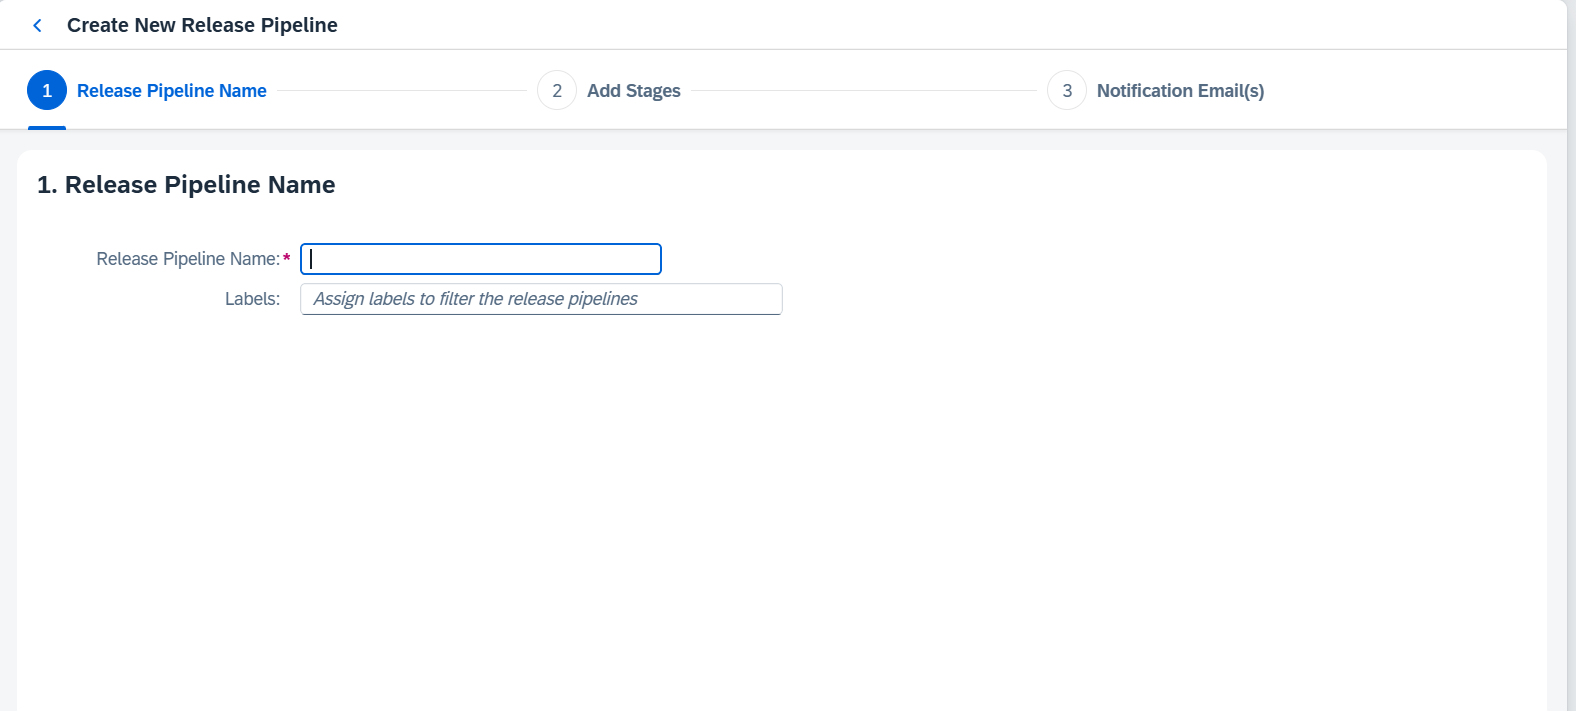 Create New Release Pipeline
1 Release Pipeline Name 2 Add Stages 3 Notification Email(s)
1. Release Pipeline Name
Release Pipeline Name:*
Labels: Assign labels to filter the release pipelines